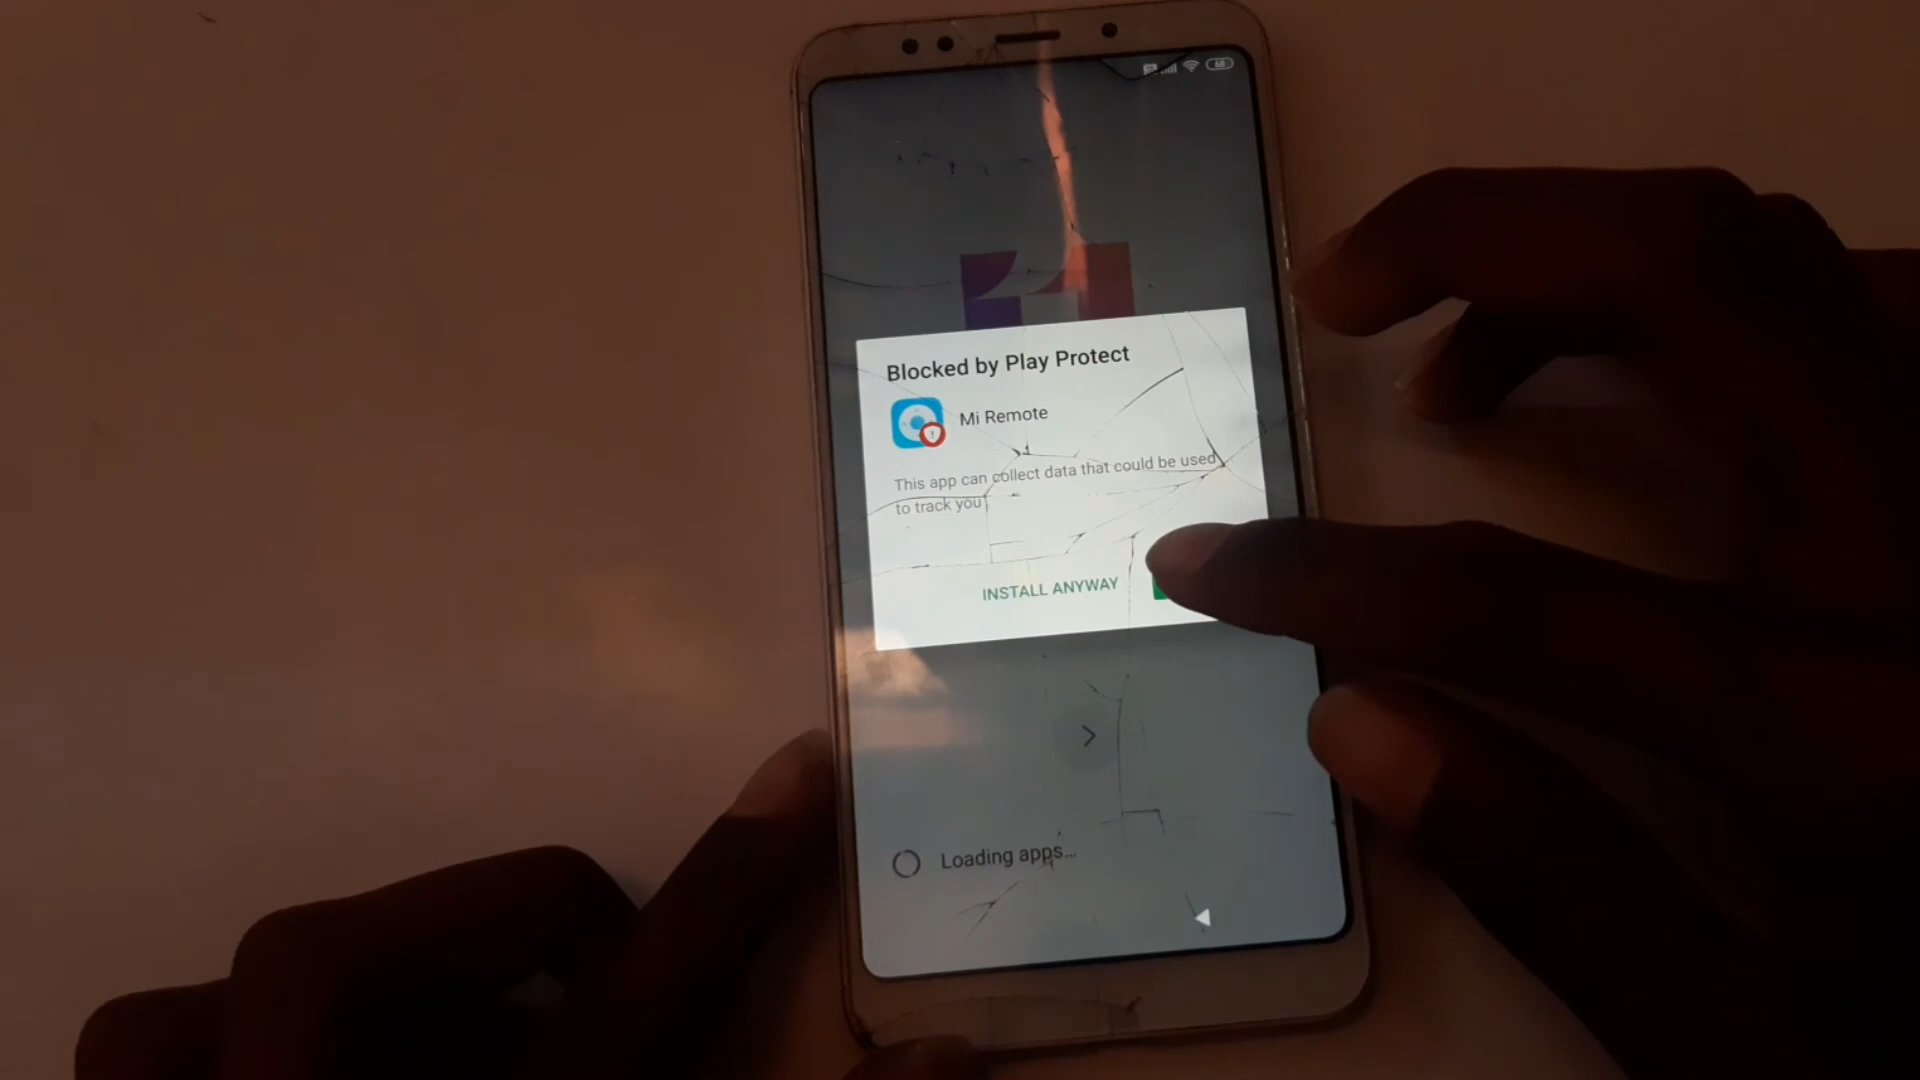 68
Blocked by Play Protect
Mi Remote
This app can collect data that could be used
to track you
INSTALL ANYWAY
Loading apps...